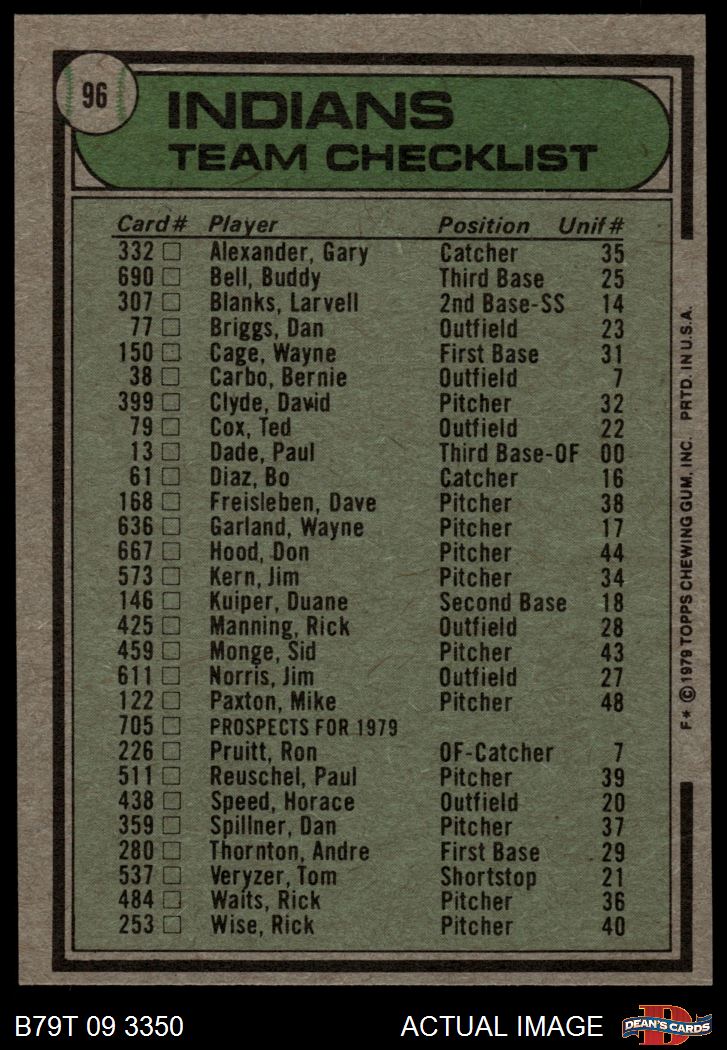 96
INDIANS
TEAM CHECKLIST
Card# Player Position Unif#
332 Alexander, Gary Catcher 35
690 Bell, Buddy Third Base 25
307 Blanks, Larvell 2nd Base-SS 14
77 Briggs, Dan Outfield 23
150 Cage, Wayne First Base 31
38 Carbo, Bernie Outfield 7
399 Clyde, David Pitcher 32
79 Cox, Ted Outfield 22
13 Dade, Paul Third Base-OF 00
61 Diaz, Bo Catcher 16
168 Freisleben, Dave Pitcher 38
636 Garland, Wayne Pitcher 17
667 Hood, Don Pitcher 44
573 Kern, Jim Pitcher 34
146 Kuiper, Duane Second Base 18
425 Manning, Rick Outfield 28
459 Monge, Sid Pitcher 43
611 Norris, Jim Outfield 27
122 Paxton, Mike Pitcher 48
705 PROSPECTS FOR 1979
226 Pruitt, Ron OF-Catcher 7
511 Reuschel, Paul Pitcher 39
438 Speed, Horace Outfield 20
359 Spillner, Dan Pitcher 37
280 Thornton, Andre First Base 29
537 Veryzer, Tom Shortstop 21
484 Waits, Rick Pitcher 36
253 Wise, Rick Pitcher 40
F* © 1979 TOPPS CHEWING GUM, INC. PRTD. IN U.S.A.
B79T 09 3350 ACTUAL IMAGE
D
DEAN'S CARDS